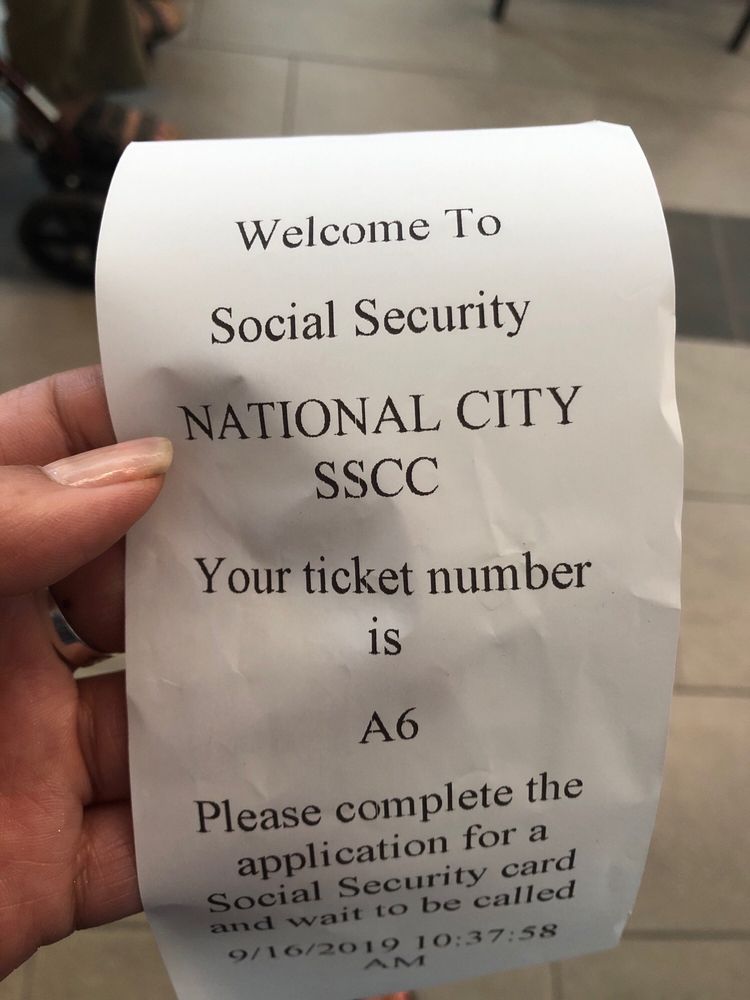 Welcome To
Social Security
NATIONAL CITY
SSCC
Your ticket number
is
A6
Please complete the
application for a
Social Security card
and wait to be called
9/16/2019 10:37:58
AM